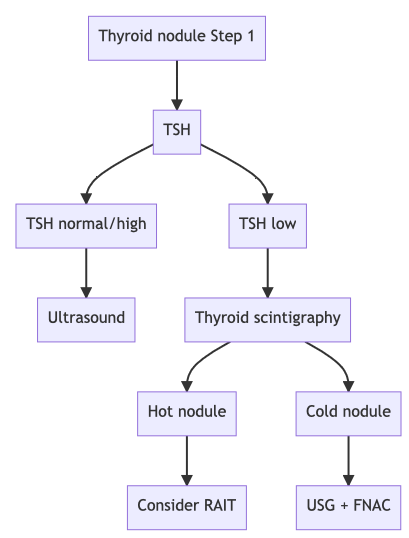 Thyroid nodule Step 1
TSH
TSH normal/high
TSH low
Ultrasound
Thyroid scintigraphy
Hot nodule
Cold nodule
Consider RAIT
USG + FNAC